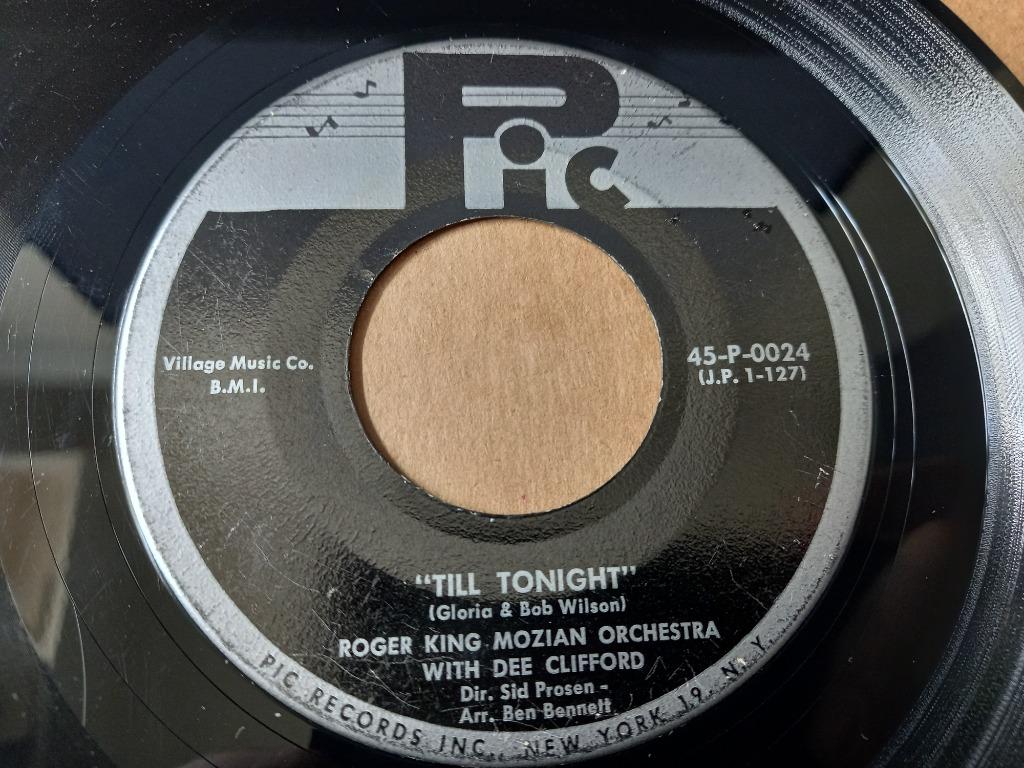 Pic
Village Music Co.
B.M.I.
45-P-0024
(J.P. 1-127)
“TILL TONIGHT”
(Gloria & Bob Wilson)
ROGER KING MOZIAN ORCHESTRA
WITH DEE CLIFFORD
Dir. Sid Prosen -
Arr. Ben Bennett
PIC RECORDS INC., NEW YORK 19, N.Y.